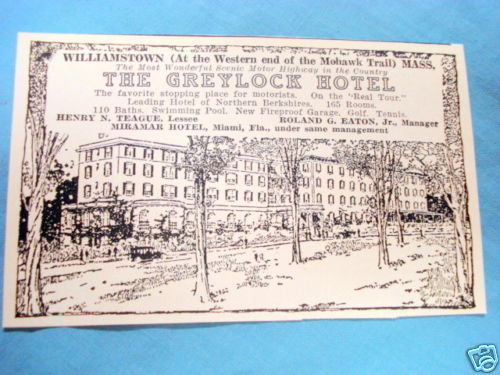 WILLIAMSTOWN (At the Western end of the Mohawk Trail) MASS.
The Most Wonderful Scenic Motor Highway in the Country
THE GREYLOCK HOTEL
The favorite stopping place for motorists. On the "Real Tour."
Leading Hotel of Northern Berkshires. 165 Rooms.
110 Baths. Swimming Pool. New Fireproof Garage. Golf. Tennis.
HENRY N. TEAGUE, Lessee ROLAND G. EATON, Jr., Manager
MIRAMAR HOTEL, Miami, Fla., under same management
ebY